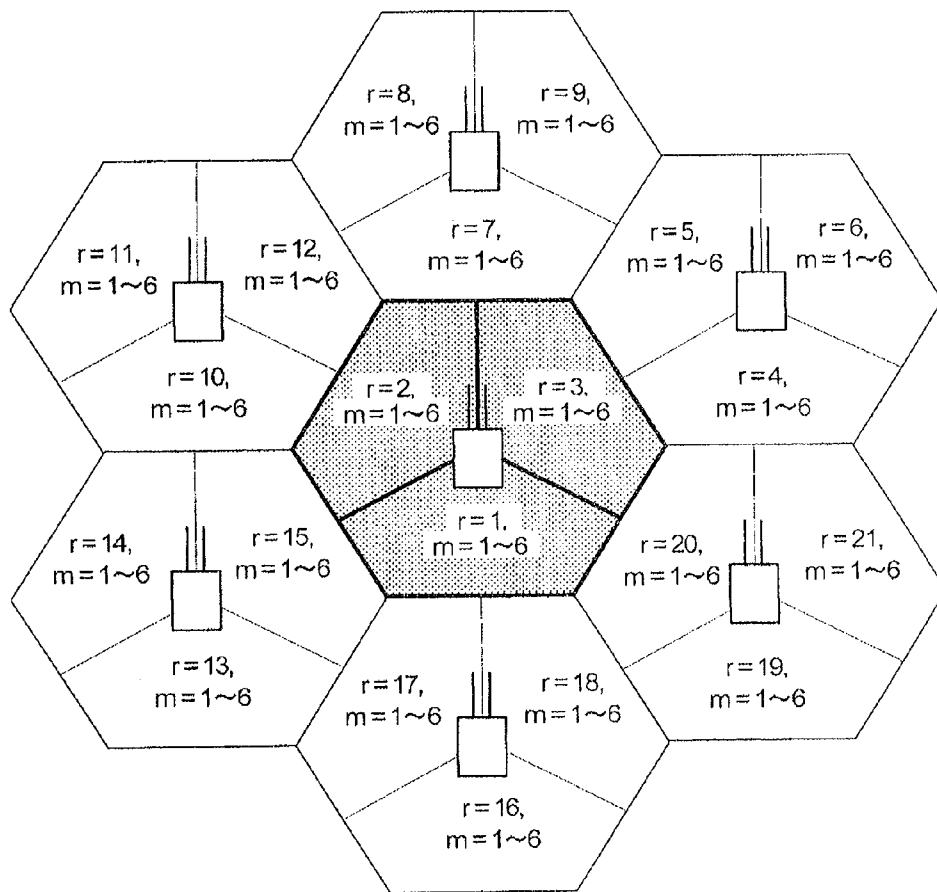 r=8,
m=1~6
r=9,
m=1~6
r=7,
m=1~6
r=11,
m=1~6
r=12,
m=1~6
r=10,
m=1~6
r=5,
m=1~6
r=6,
m=1~6
r=4,
m=1~6
r=2,
m=1~6
r=3,
m=1~6
r=1,
m=1~6
r=14,
m=1~6
r=15,
m=1~6
r=13,
m=1~6
r=20,
m=1~6
r=21,
m=1~6
r=19,
m=1~6
r=17,
m=1~6
r=18,
m=1~6
r=16,
m=1~6